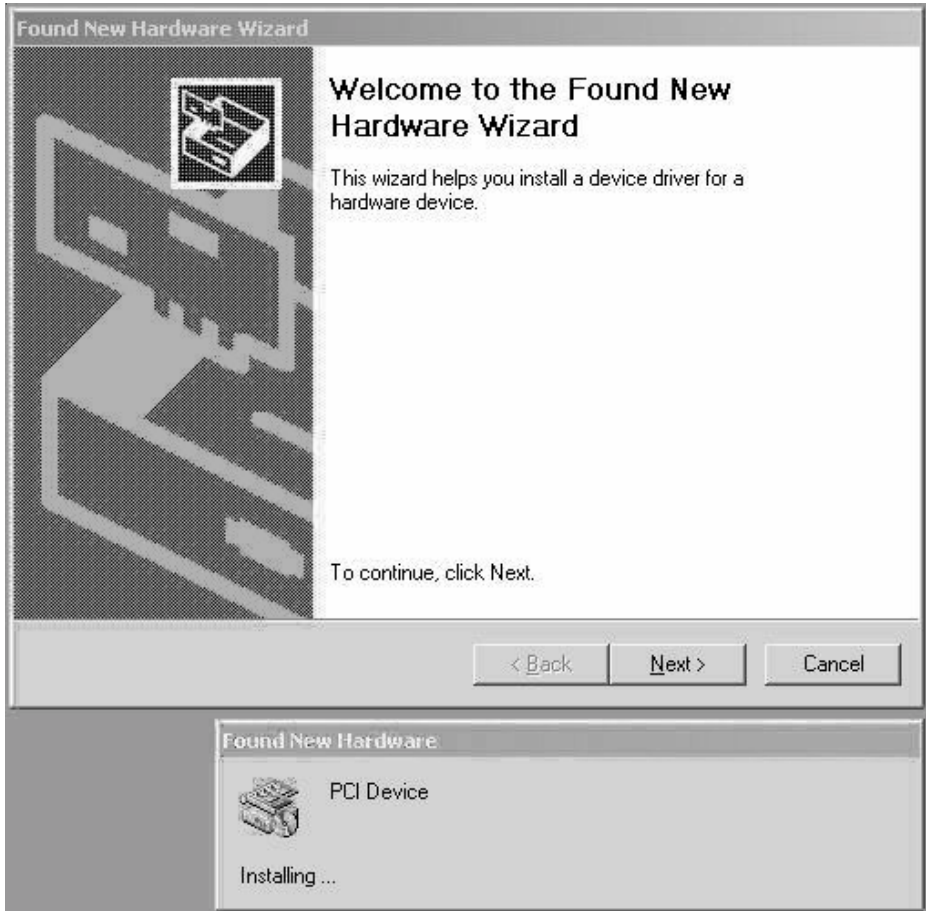 Found New Hardware Wizard
Welcome to the Found New
Hardware Wizard
This wizard helps you install a device driver for a
hardware device.
To continue, click Next.
< Back
Next >
Cancel
Found New Hardware
PCI Device
Installing ...